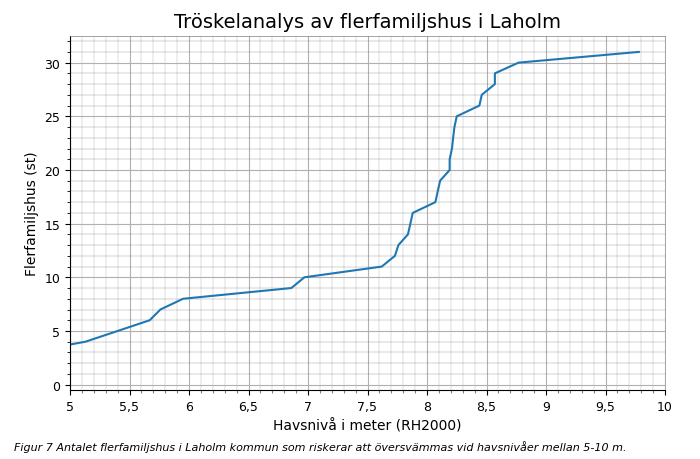 Tröskelanalys av flerfamiljshus i Laholm
Flerfamiljshus (st)
30
25
20
15
10
5
0
5 5,5 6 6,5 7 7,5 8 8,5 9 9,5 10
Havsnivå i meter (RH2000)
Figur 7 Antalet flerfamiljshus i Laholm kommun som riskerar att översvämmas vid havsnivåer mellan 5-10 m.